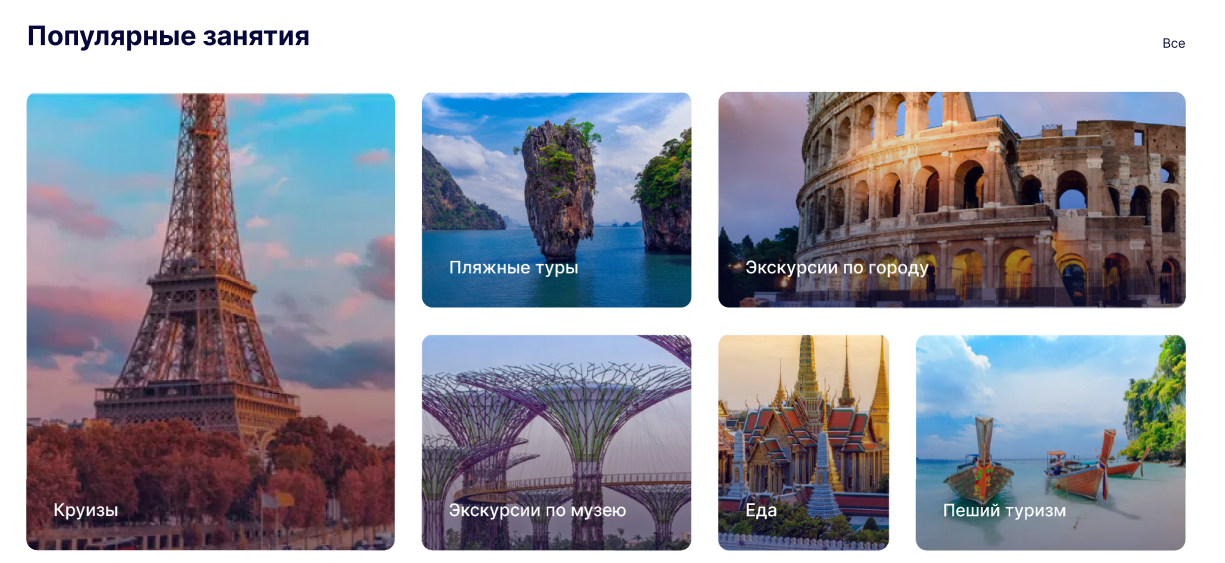 Популярные занятия
Все
Круизы
Пляжные туры
Экскурсии по городу
Экскурсии по музею
Еда
Пеший туризм